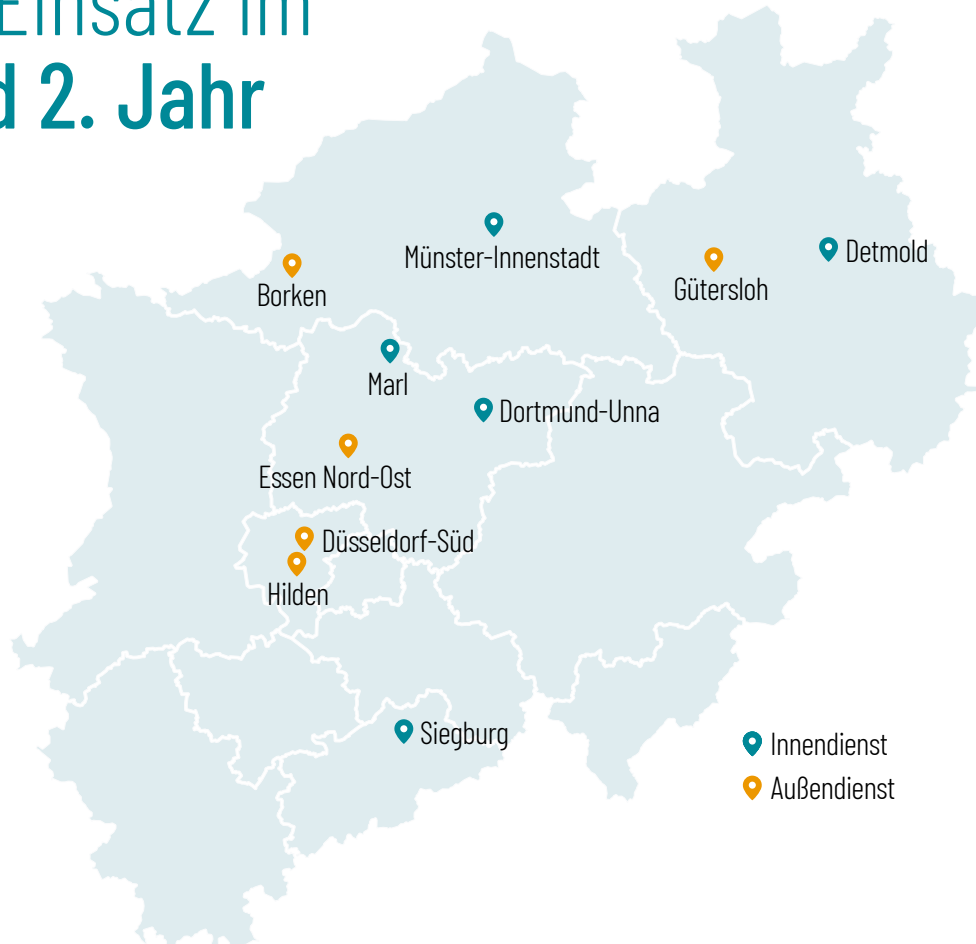 Einsatz im
d 2. Jahr
Münster-Innenstadt
Detmold
Gütersloh
Borken
Marl
Dortmund-Unna
Essen Nord-Ost
Düsseldorf-Süd
Hilden
Siegburg
Innendienst
Außendienst